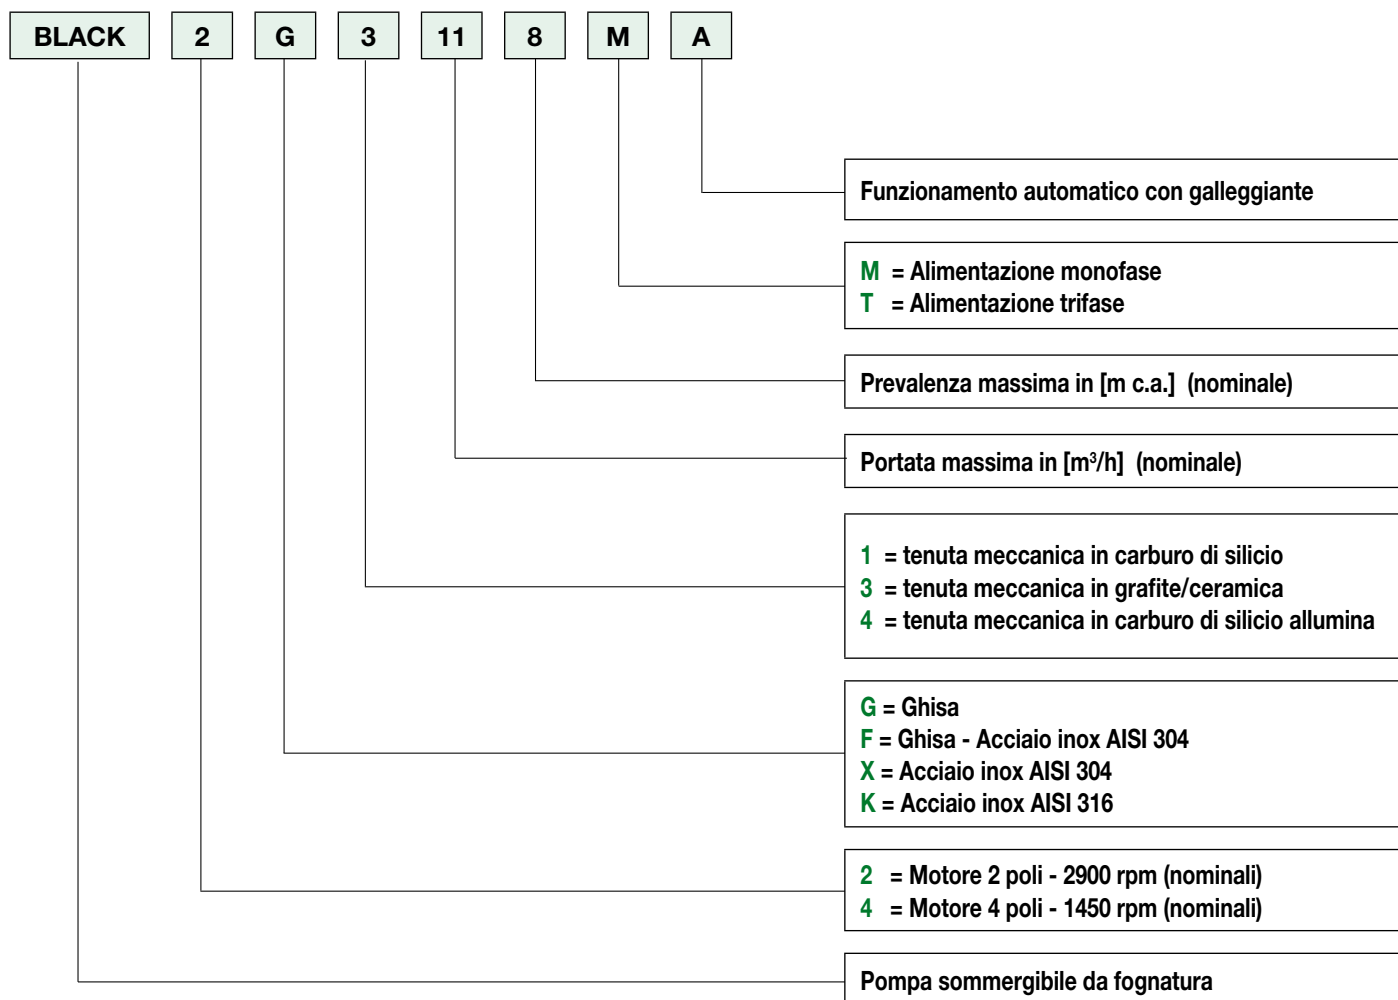 BLACK 2 G 3 11 8 M A
Funzionamento automatico con galleggiante
M = Alimentazione monofase
T = Alimentazione trifase
Prevalenza massima in [m c.a.] (nominale)
Portata massima in [m³/h] (nominale)
1 = tenuta meccanica in carburo di silicio
3 = tenuta meccanica in grafite/ceramica
4 = tenuta meccanica in carburo di silicio allumina
G = Ghisa
F = Ghisa - Acciaio inox AISI 304
X = Acciaio inox AISI 304
K = Acciaio inox AISI 316
2 = Motore 2 poli - 2900 rpm (nominali)
4 = Motore 4 poli - 1450 rpm (nominali)
Pompa sommergibile da fognatura